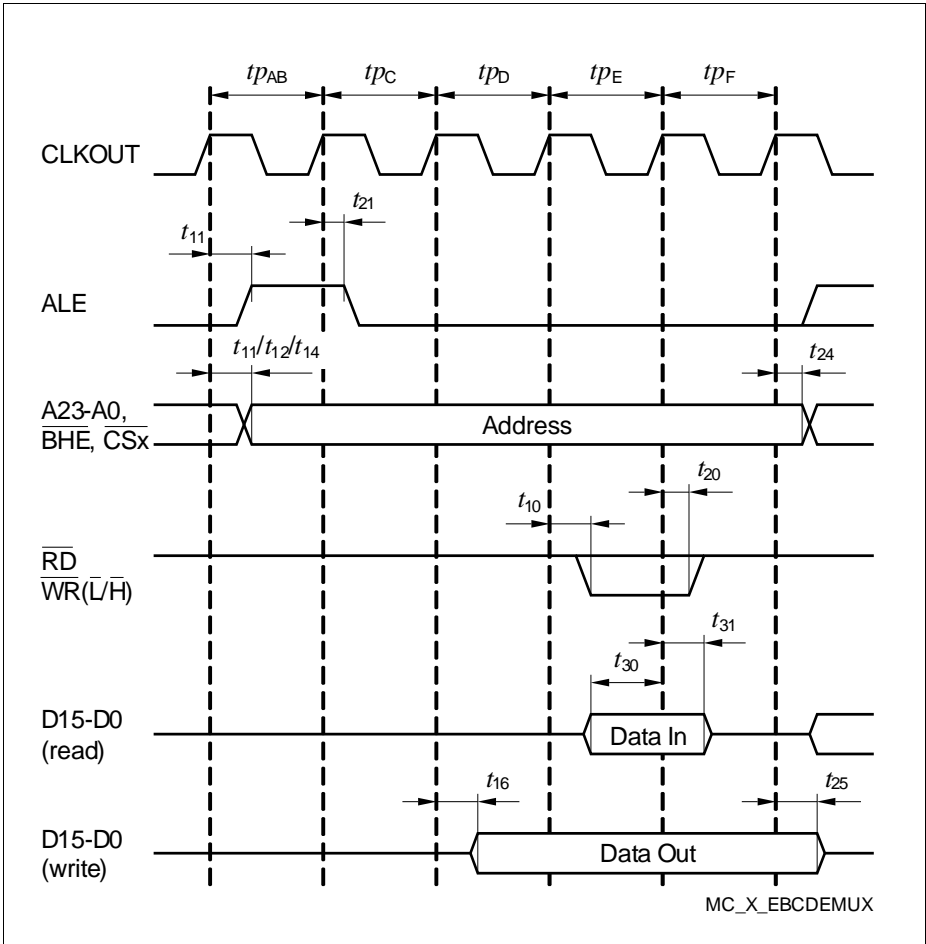 tpAB tpC tpD tpE tpF
CLKOUT
t21
t11
ALE
t11/t12/t14
t24
A23-A0,
BHE, CSx
Address
t20
t10
RD
WR(L/H)
t31
t30
D15-D0
(read)
Data In
t16
t25
D15-D0
(write)
Data Out
MC_X_EBCDEMUX